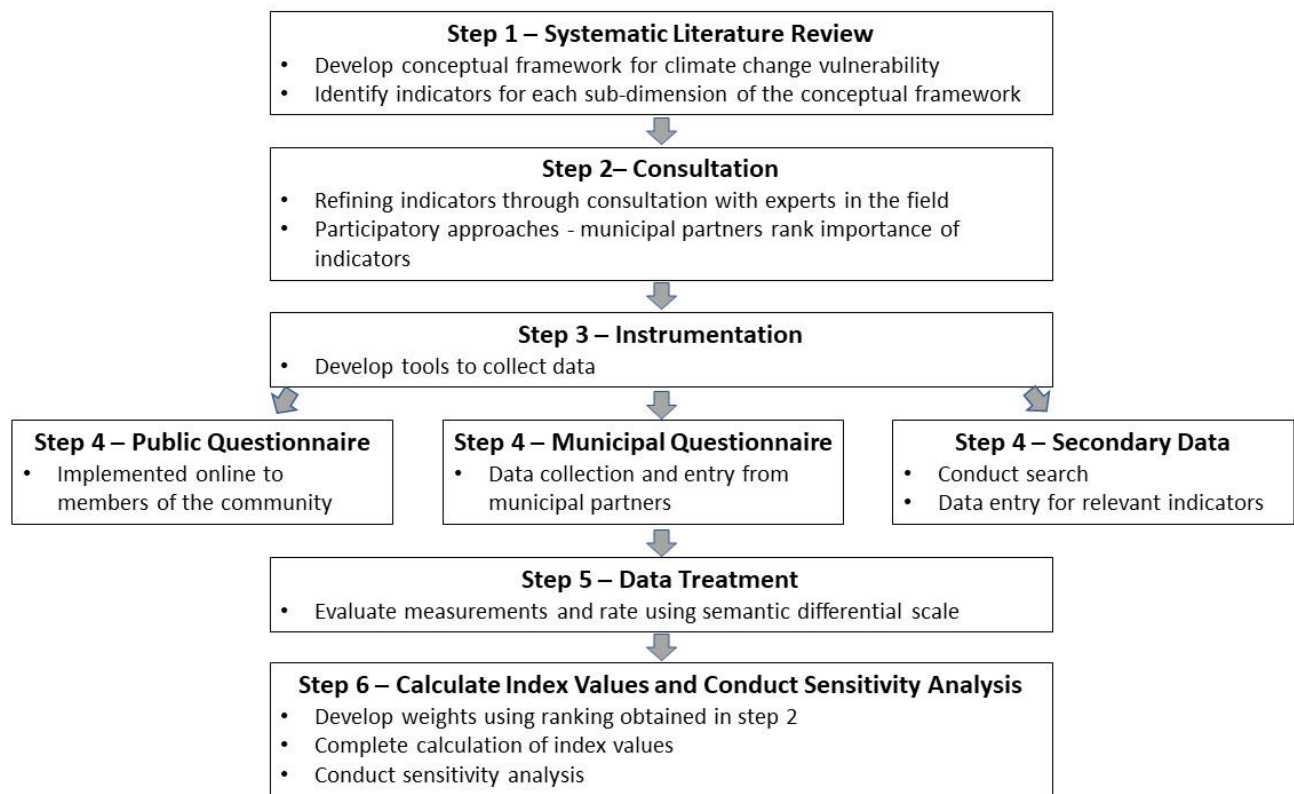 Step 1 – Systematic Literature Review
• Develop conceptual framework for climate change vulnerability
• Identify indicators for each sub-dimension of the conceptual framework
Step 2– Consultation
• Refining indicators through consultation with experts in the field
• Participatory approaches - municipal partners rank importance of
indicators
Step 3 – Instrumentation
• Develop tools to collect data
Step 4 – Public Questionnaire
• Implemented online to
members of the community
Step 4 – Municipal Questionnaire
• Data collection and entry from
municipal partners
Step 4 – Secondary Data
• Conduct search
• Data entry for relevant indicators
Step 5 – Data Treatment
• Evaluate measurements and rate using semantic differential scale
Step 6 – Calculate Index Values and Conduct Sensitivity Analysis
• Develop weights using ranking obtained in step 2
• Complete calculation of index values
• Conduct sensitivity analysis